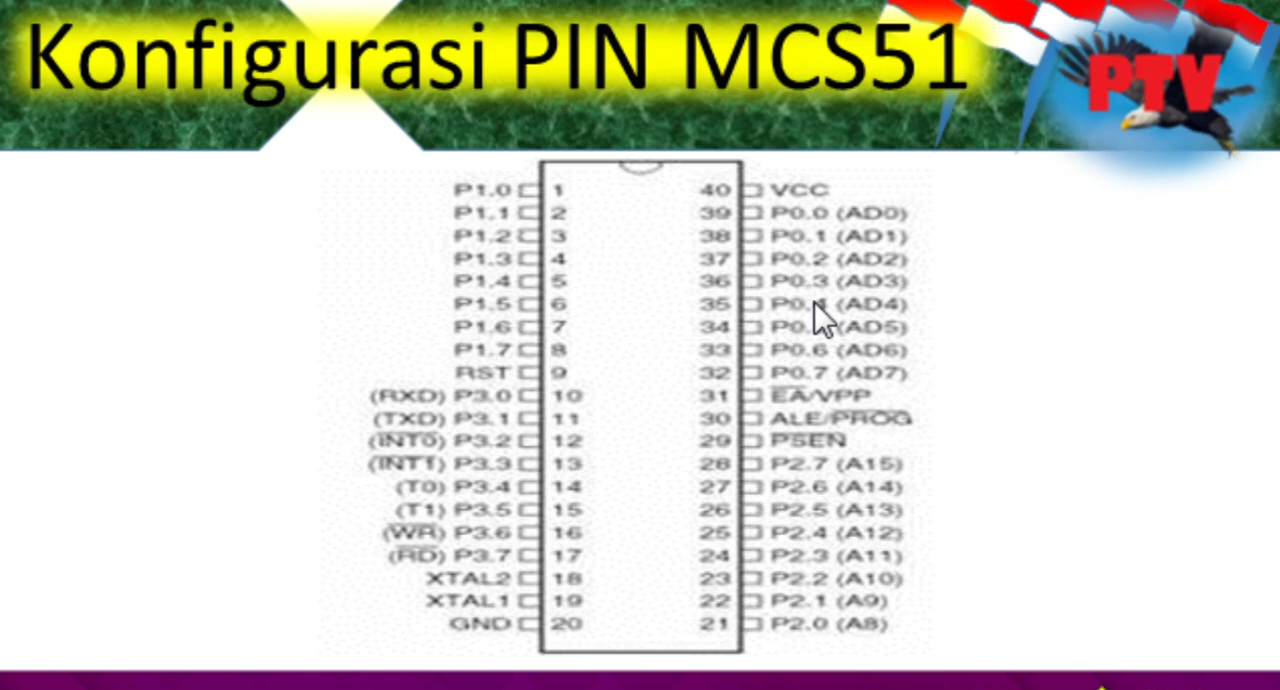 Konfigurasi PIN MCS51
PTV
P1.0 1 40 VCC
P1.1 2 39 P0.0 (AD0)
P1.2 3 38 P0.1 (AD1)
P1.3 4 37 P0.2 (AD2)
P1.4 5 36 P0.3 (AD3)
P1.5 6 35 (AD4)
P1.6 7 34 (AD5)
P1.7 8 33 P0.6 (AD6)
RST 9 32 P0.7 (AD7)
(RXD) P3.0 10 31 EA/VPP
(TXD) P3.1 11 30 ALE/PROG
(INT0) P3.2 12 29 PSEN
(INT1) P3.3 13 28 P2.7 (A15)
(T0) P3.4 14 27 P2.6 (A14)
(T1) P3.5 15 26 P2.5 (A13)
(WR) P3.6 16 25 P2.4 (A12)
(RD) P3.7 17 24 P2.3 (A11)
XTAL2 18 23 P2.2 (A10)
XTAL1 19 22 P2.1 (A9)
GND 20 21 P2.0 (A8)